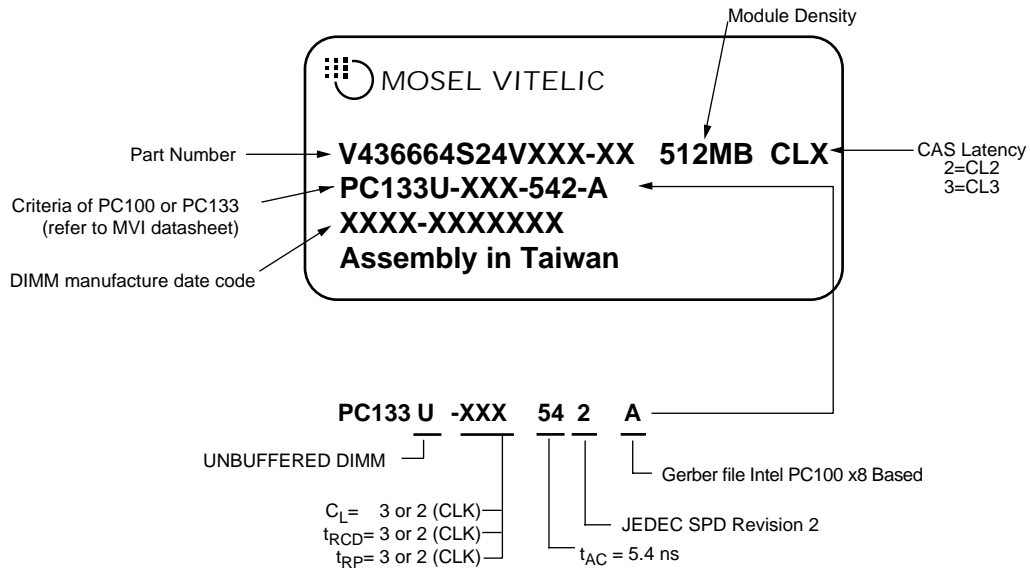 Module Density
MOSEL VITELIC
Part Number
V436664S24VXXX-XX 512MB CLX
CAS Latency
2=CL2
3=CL3
Criteria of PC100 or PC133
(refer to MVI datasheet)
PC133U-XXX-542-A
XXXX-XXXXXXX
DIMM manufacture date code
Assembly in Taiwan
PC133 U -XXX 54 2 A
UNBUFFERED DIMM
Gerber file Intel PC100 x8 Based
CL= 3 or 2 (CLK)
tRCD= 3 or 2 (CLK)
tRP= 3 or 2 (CLK)
JEDEC SPD Revision 2
tAC = 5.4 ns